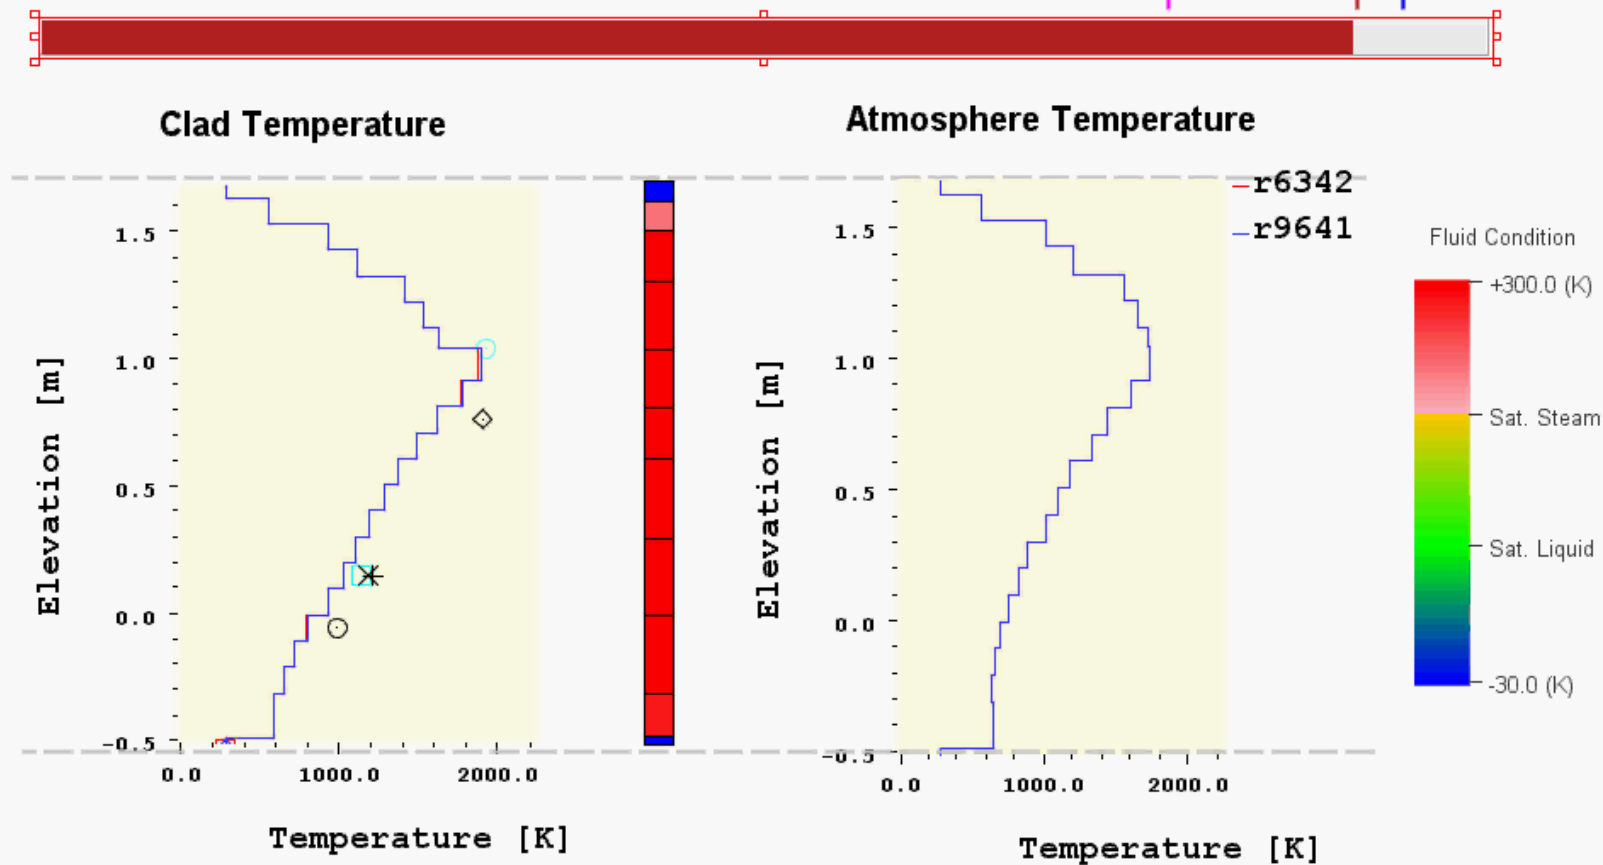 Clad Temperature
Atmosphere Temperature
r6342
r9641
1.5
1.0
0.5
0.0
-0.5
Elevation [m]
0.0 1000.0 2000.0
Temperature [K]
1.5
1.0
0.5
0.0
-0.5
Elevation [m]
0.0 1000.0 2000.0
Temperature [K]
Fluid Condition
+300.0 (K)
Sat. Steam
Sat. Liquid
-30.0 (K)